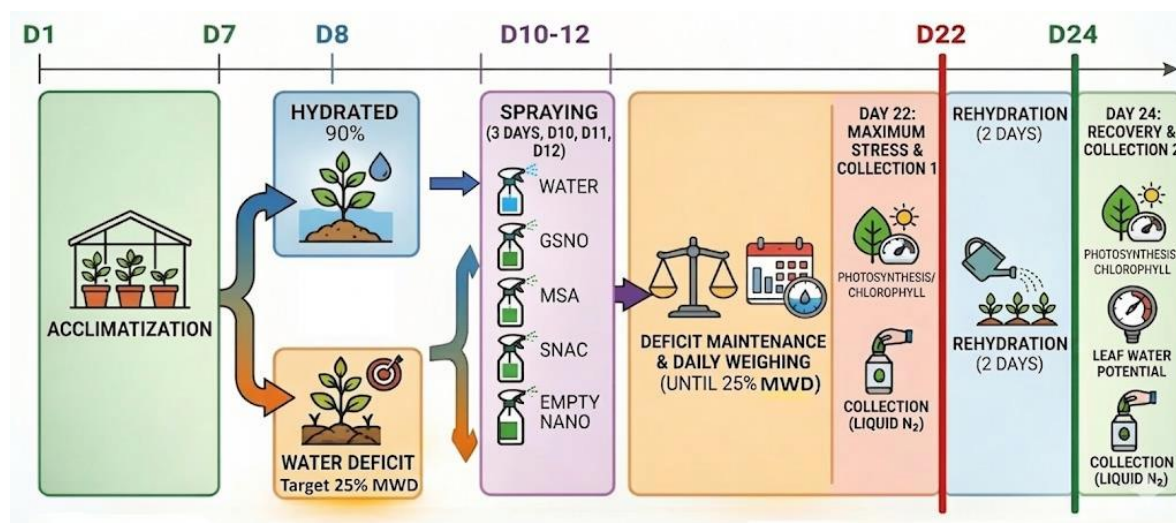 D1
D7
D8
D10-12
D22
D24
ACCLIMATIZATION
HYDRATED
90%
WATER DEFICIT
Target 25% MWD
SPRAYING
(3 DAYS, D10, D11,
D12)
WATER
GSNO
MSA
SNAC
EMPTY
NANO
DEFICIT MAINTENANCE
& DAILY WEIGHING
(UNTIL 25% MWD)
DAY 22:
MAXIMUM
STRESS &
COLLECTION 1
PHOTOSYNTHESIS/
CHLOROPHYLL
COLLECTION
(LIQUID N₂)
REHYDRATION
(2 DAYS)
REHYDRATION
(2 DAYS)
DAY 24:
RECOVERY &
COLLECTION 2
PHOTOSYNTHESIS
CHLOROPHYLL
LEAF WATER
POTENTIAL
COLLECTION
(LIQUID N₂)